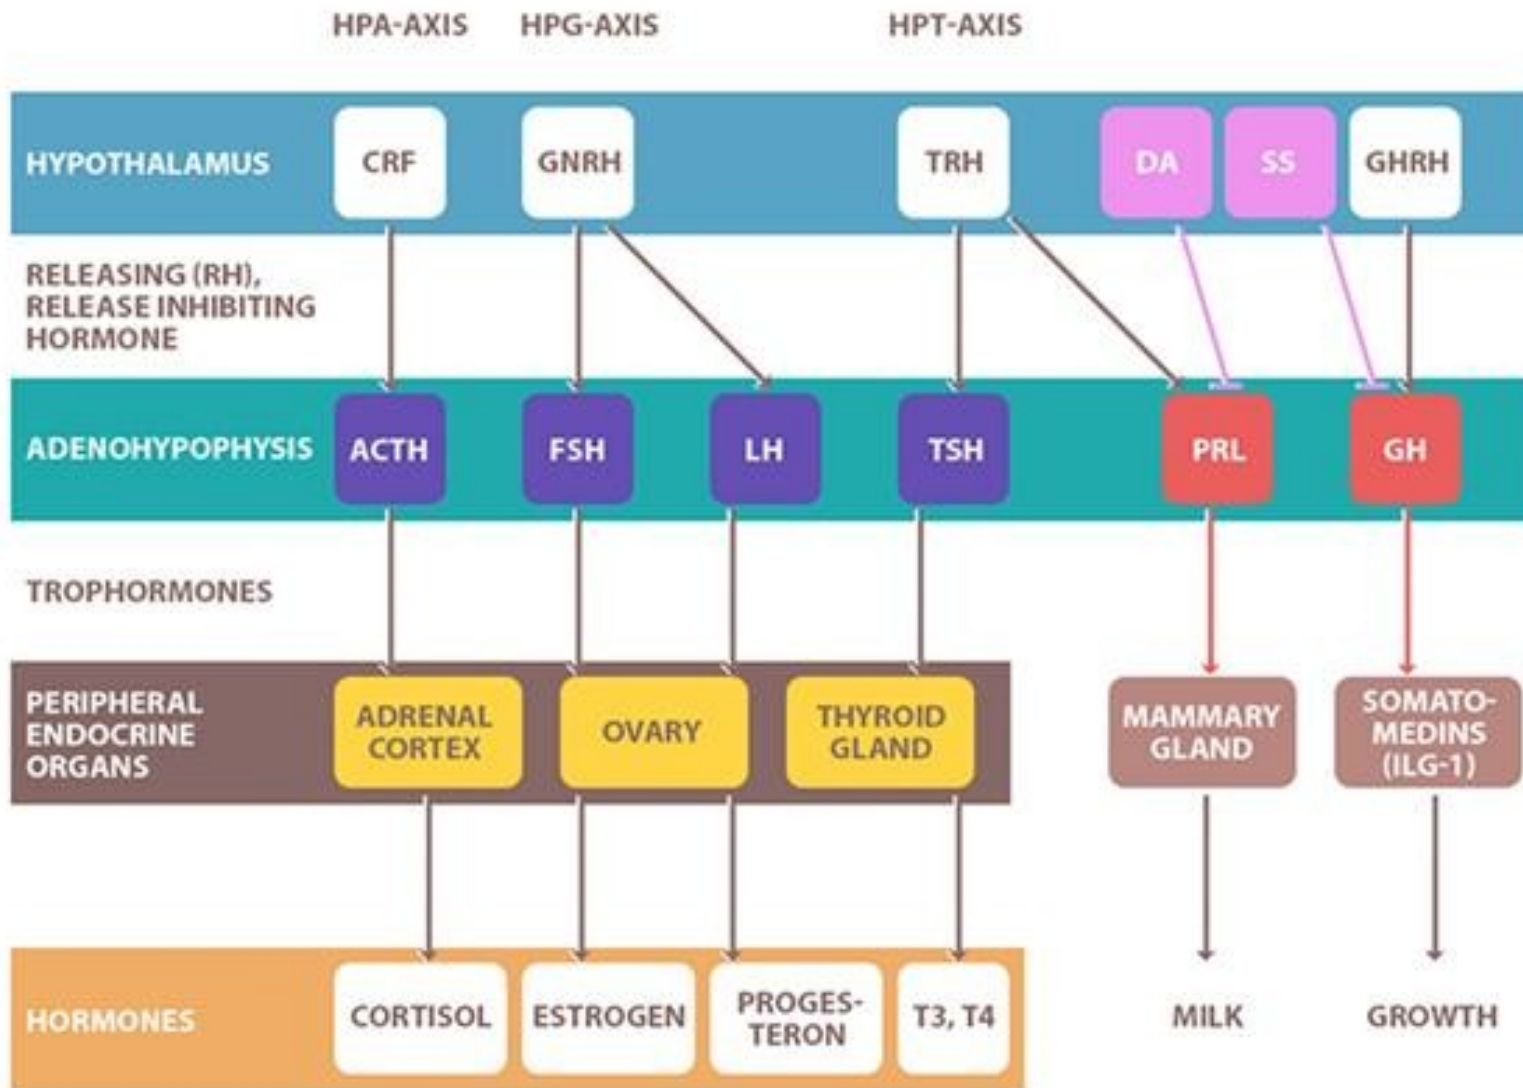 HPA-AXIS HPG-AXIS HPT-AXIS
HYPOTHALAMUS CRF GNRH TRH DA SS GHRH
RELEASING (RH),
RELEASE INHIBITING
HORMONE
ADENOHYPOPHYSIS ACTH FSH LH TSH PRL GH
TROPHORMONES
PERIPHERAL
ENDOCRINE
ORGANS
ADRENAL
CORTEX
OVARY
THYROID
GLAND
MAMMARY
GLAND
SOMATO-
MEDINS
(ILG-1)
HORMONES
CORTISOL
ESTROGEN
PROGES-
TERON
T3, T4
MILK
GROWTH